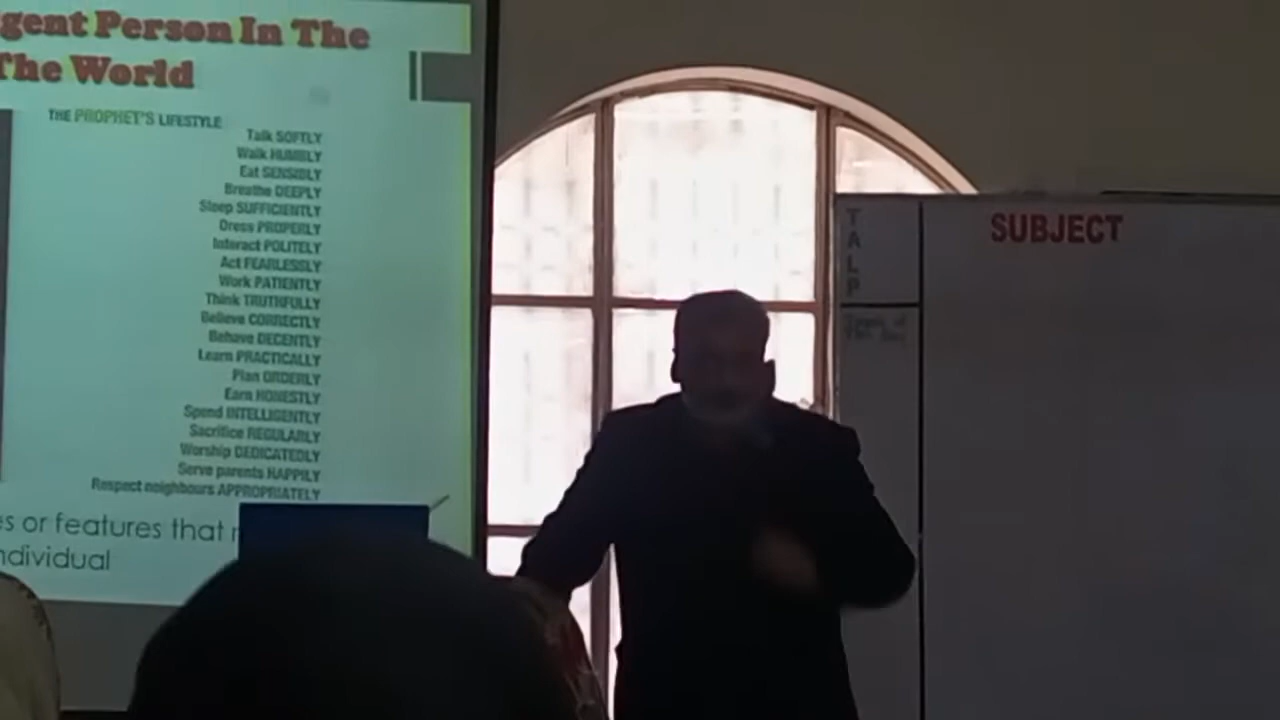 gent Person In The
The World
THE PROPHET'S LIFESTYLE
Talk SOFTLY
Walk HUMBLY
Eat SENSIBLY
Breathe DEEPLY
Sleep SUFFICIENTLY
Dress PROPERLY
Interact POLITELY
Act FEARLESSLY
Work PATIENTLY
Think TRUTHFULLY
Believe CORRECTLY
Behave DECENTLY
Learn PRACTICALLY
Plan ORDERLY
Earn HONESTLY
Spend INTELLIGENTLY
Sacrifice REGULARLY
Worship DEDICATEDLY
Serve parents HAPPILY
Respect neighbours APPROPRIATELY
es or features that
ndividual
T
A
L
P
SUBJECT